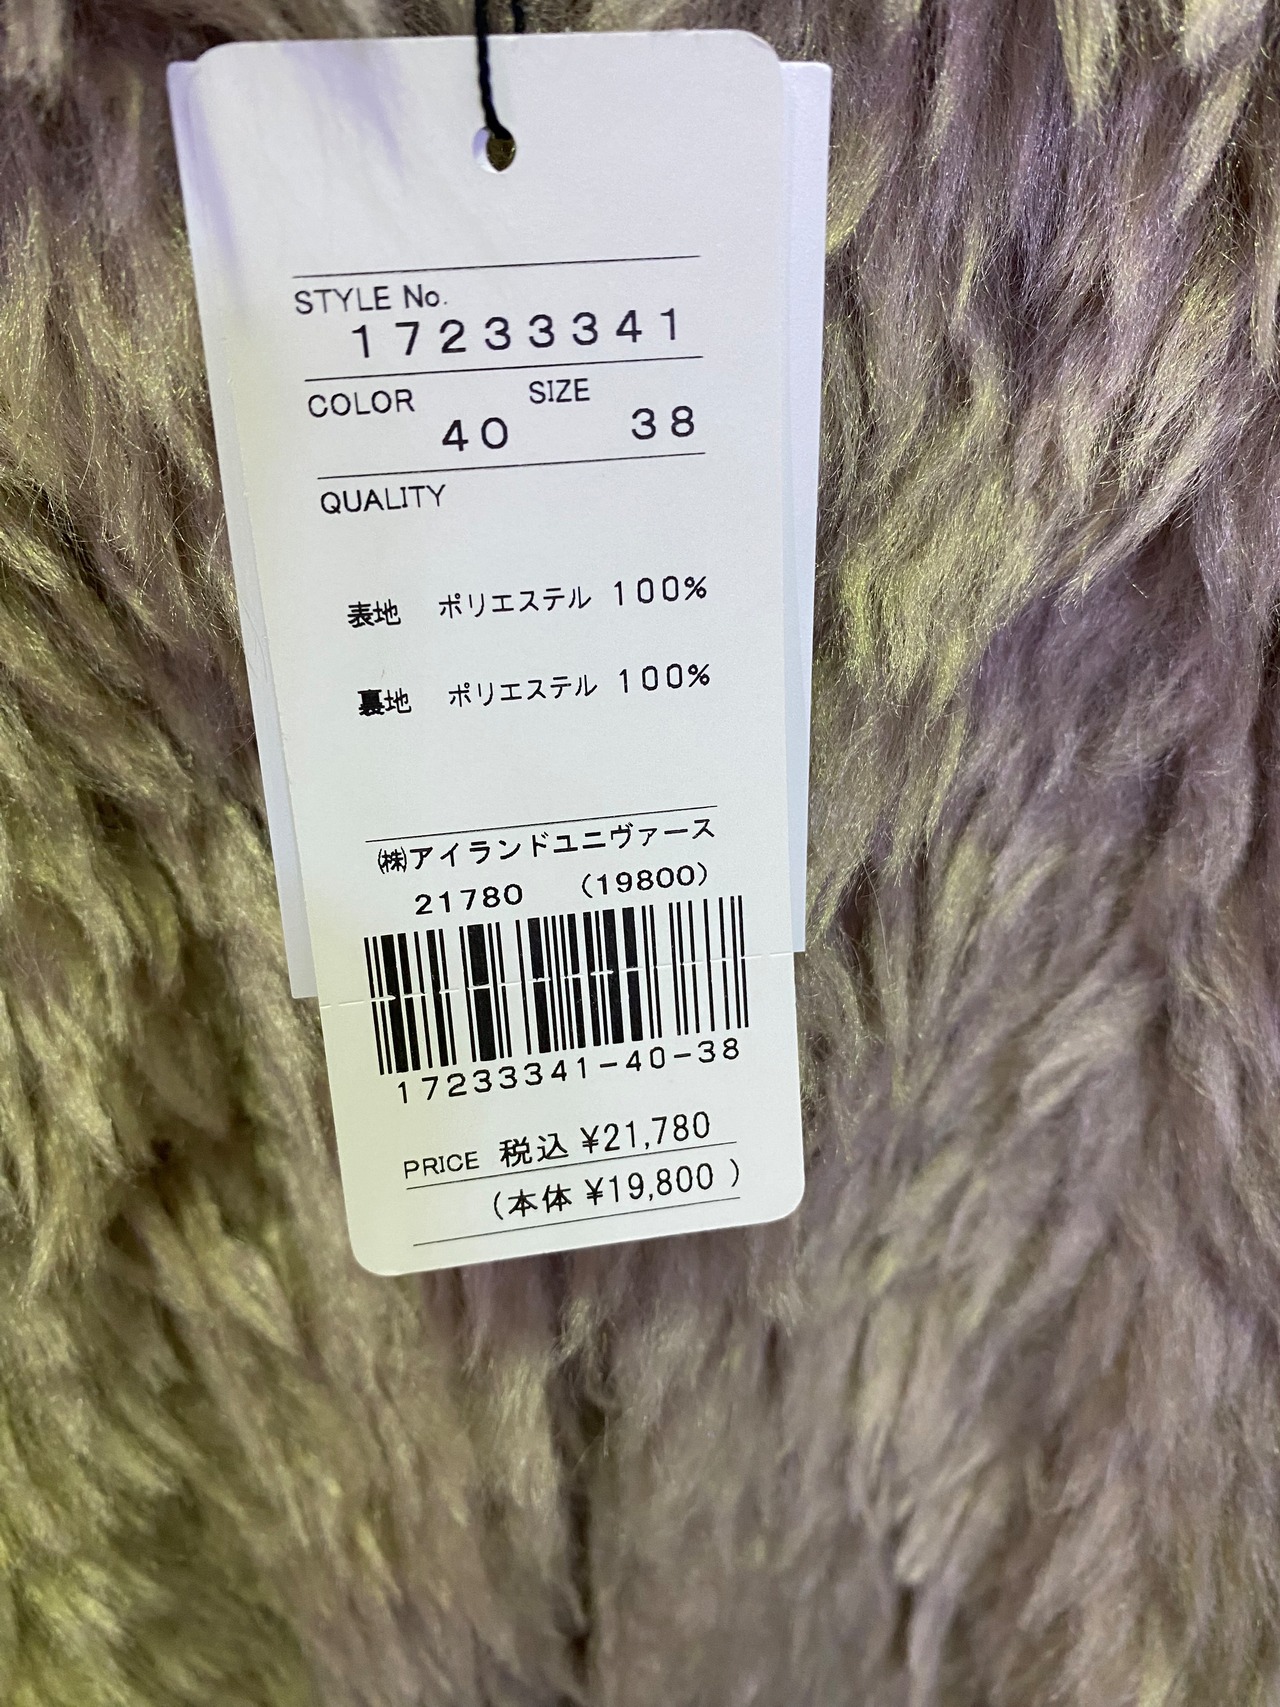 STYLE No.
17233341
COLOR SIZE
40 38
QUALITY
表地 ポリエステル 100%
裏地 ポリエステル 100%
㈱アイランドユニヴァース
21780 (19800)
17233341-40-38
PRICE 税込 ¥21,780
(本体 ¥19,800 )